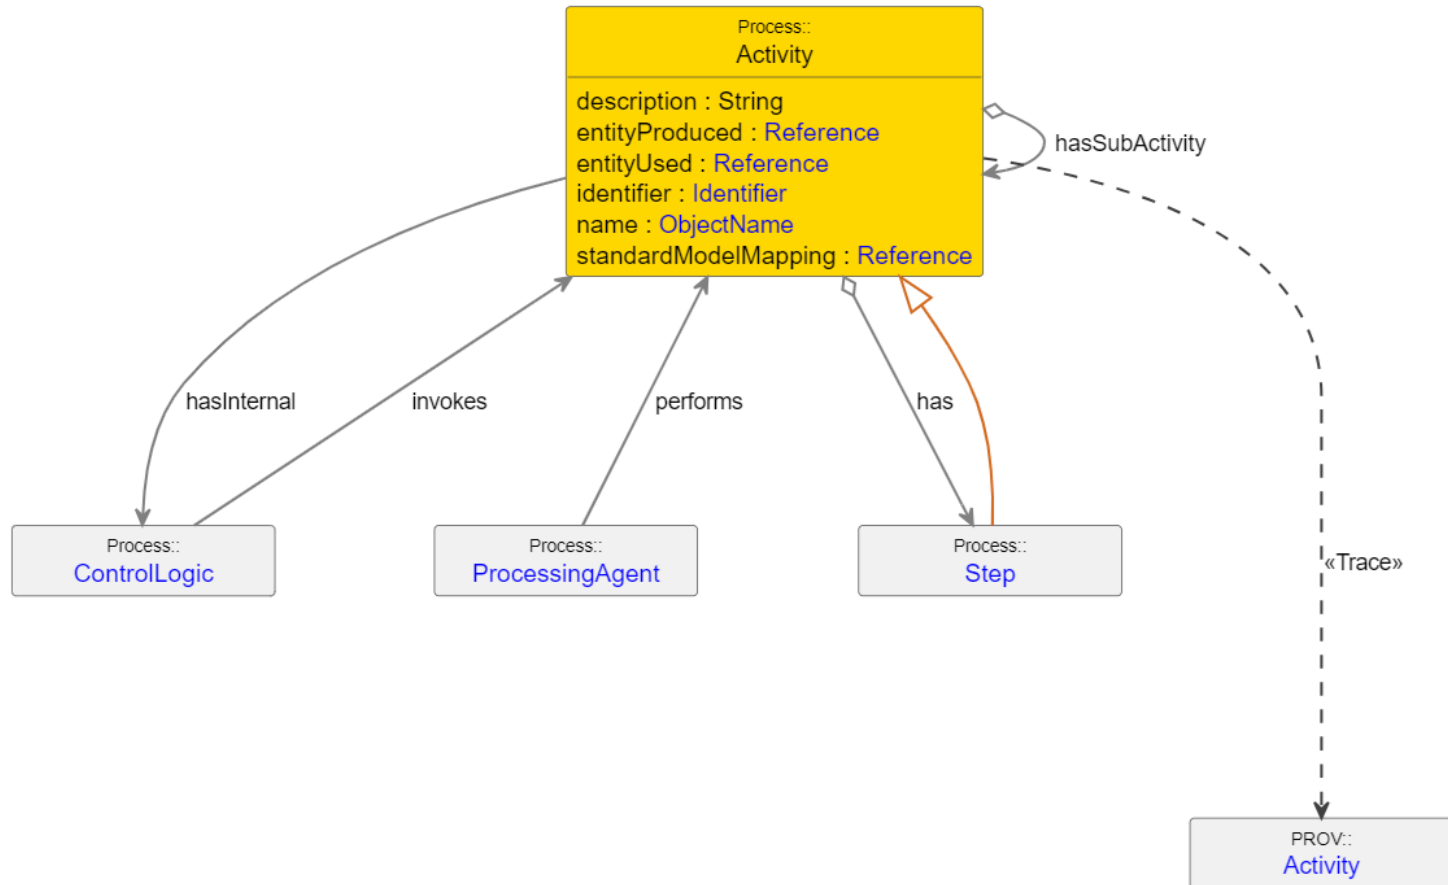 Process::
Activity
description : String
entityProduced : Reference
entityUsed : Reference
identifier : Identifier
name : ObjectName
standardModelMapping : Reference
hasSubActivity
hasInternal
invokes
performs
has
Process::
ControlLogic
Process::
ProcessingAgent
Process::
Step
«Trace»
PROV::
Activity